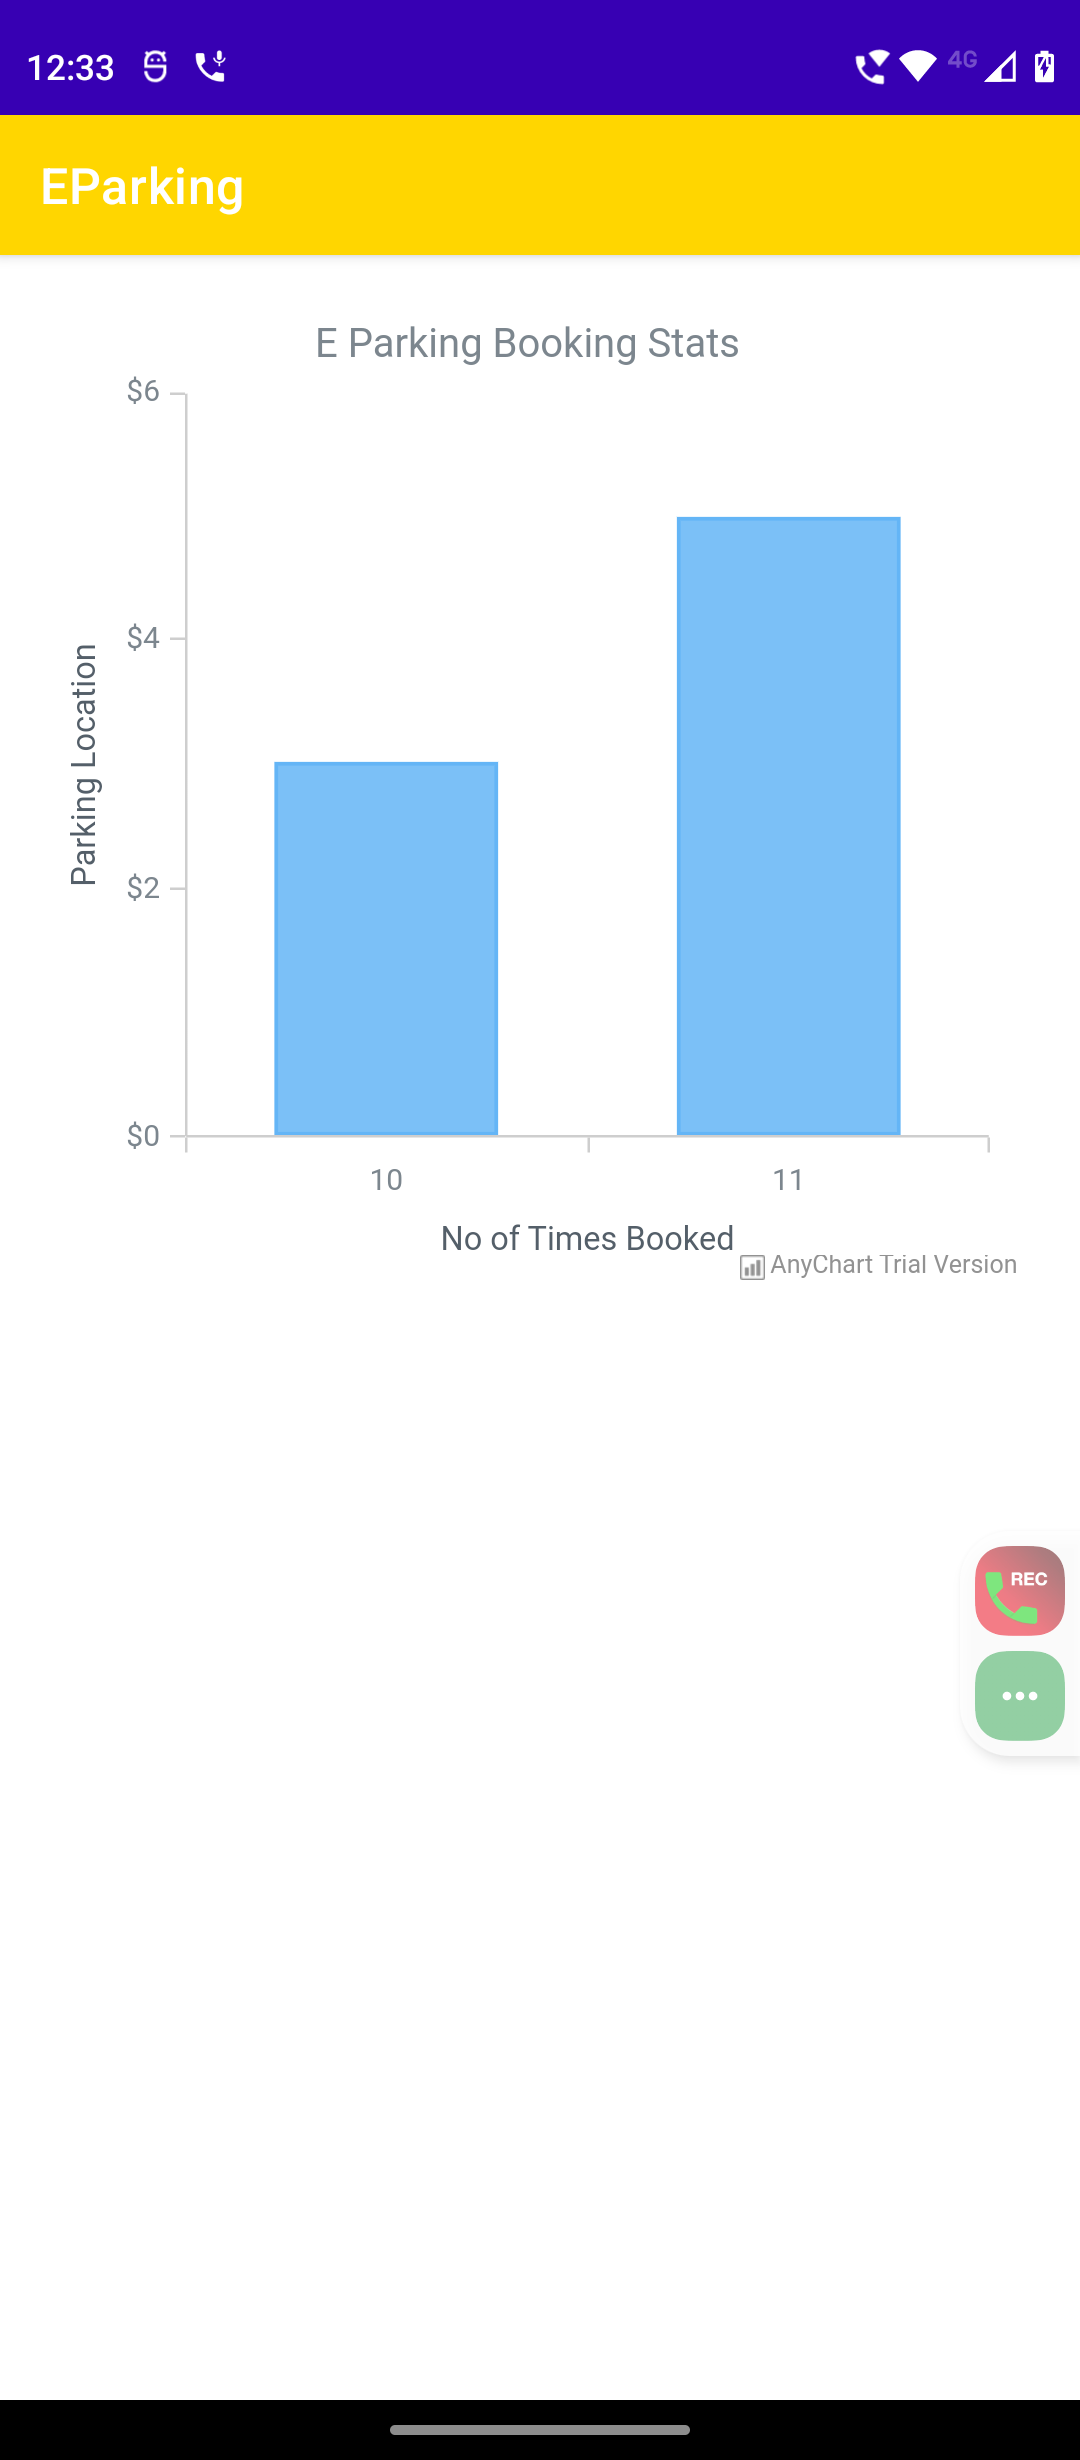 12:33
4G
EParking
E Parking Booking Stats
$6
$4
$2
$0
Parking Location
10
11
No of Times Booked
AnyChart Trial Version
REC